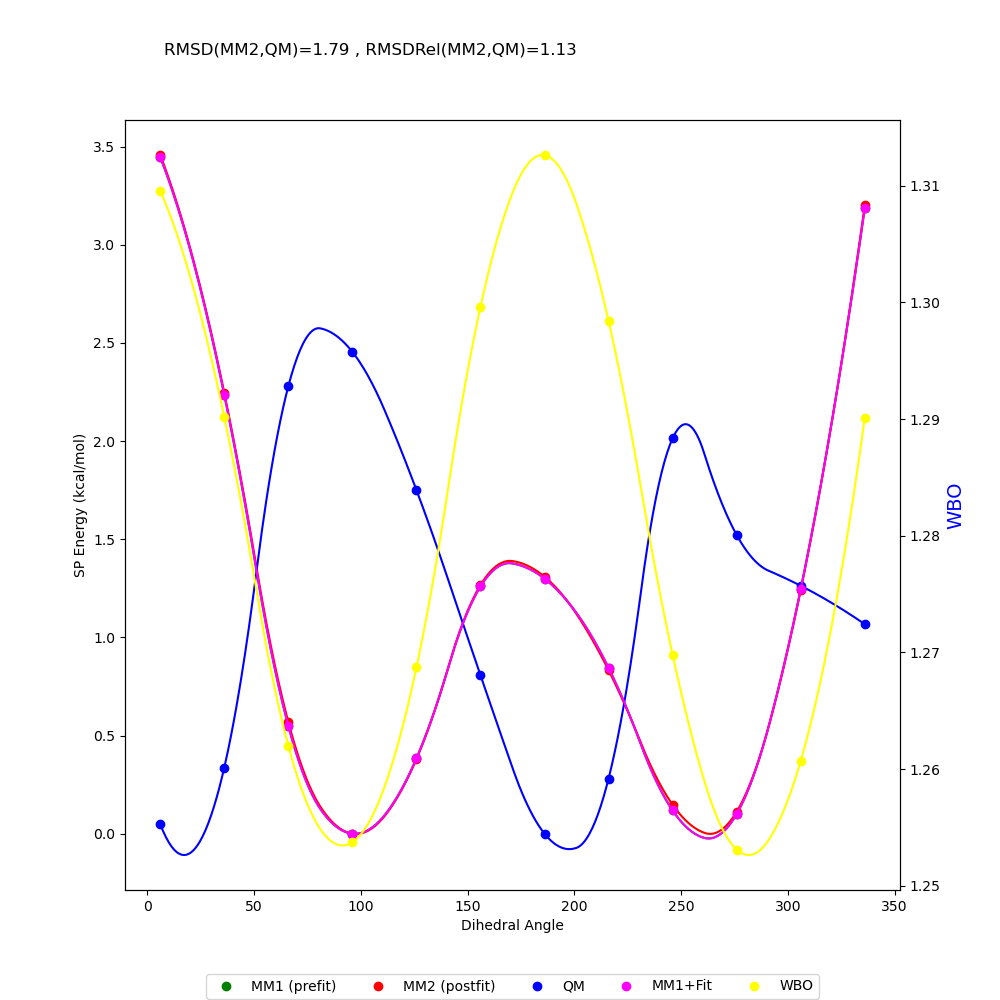 RMSD(MM2,QM)=1.79 , RMSDRel(MM2,QM)=1.13
3.5
3.0
2.5
2.0
1.5
1.0
0.5
0.0
SP Energy (kcal/mol)
1.31
1.30
1.29
1.28
1.27
1.26
1.25
WBO
0 50 100 150 200 250 300 350
Dihedral Angle
MM1 (prefit) MM2 (postfit) QM MM1+Fit WBO